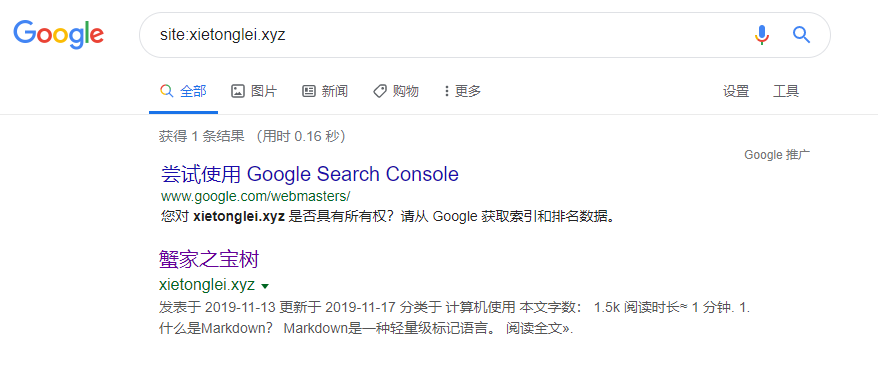 Google
site:xietonglei.xyz
全部 图片 新闻 购物 更多 设置 工具
获得 1 条结果 (用时 0.16 秒)
Google 推广
尝试使用 Google Search Console
www.google.com/webmasters/
您对 xietonglei.xyz 是否具有所有权？请从 Google 获取索引和排名数据。
蟹家之宝树
xietonglei.xyz
发表于 2019-11-13 更新于 2019-11-17 分类于 计算机使用 本文字数： 1.5k 阅读时长≈ 1 分钟. 1.
什么是Markdown？ Markdown是一种轻量级标记语言。 阅读全文».